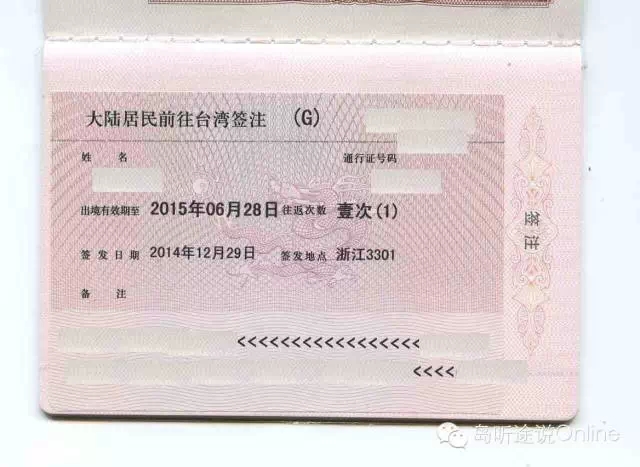 大陆居民前往台湾签注 (G)
姓 名 通行证号码
出境有效期至 2015年06月28日 往返次数 壹次(1)
签发日期 2014年12月29日 签发地点 浙江3301
备 注
<<<<<<<<<<<<<<<<<
<<<<
签注
岛听途说Online